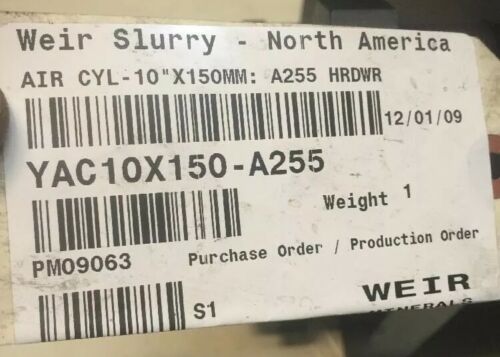 Weir Slurry - North America
AIR CYL-10"X150MM: A255 HRDWR
12/01/09
YAC10X150-A255
Weight 1
PM09063
Purchase Order / Production Order
S1
WEIR
MINERALS